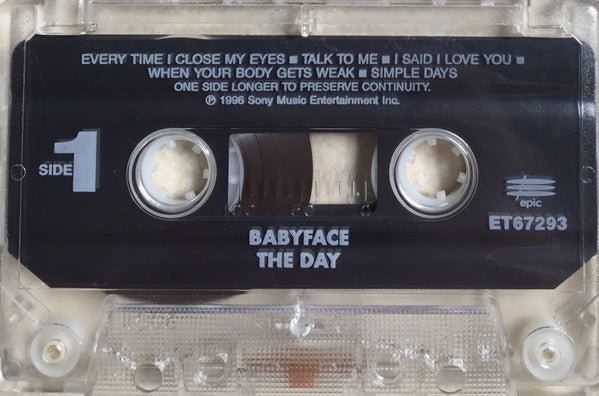 EVERY TIME I CLOSE MY EYES ■ TALK TO ME ■ I SAID I LOVE YOU ■
WHEN YOUR BODY GETS WEAK ■ SIMPLE DAYS
ONE SIDE LONGER TO PRESERVE CONTINUITY.
℗ 1996 Sony Music Entertainment Inc.
SIDE 1
epic
ET67293
BABYFACE
THE DAY